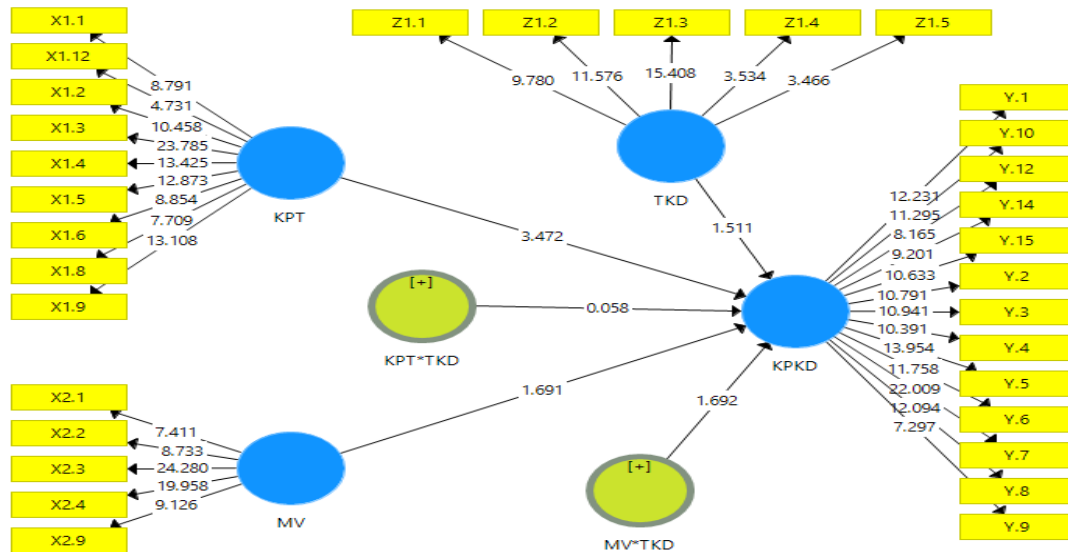 X1.1
X1.12
X1.2
X1.3
X1.4
X1.5
X1.6
X1.8
X1.9
8.791
4.731
10.458
23.785
13.425
12.873
8.854
7.709
13.108
KPT
Z1.1
Z1.2
Z1.3
Z1.4
Z1.5
9.780
11.576
15.408
3.534
3.466
TKD
3.472
1.511
[+]
KPT*TKD
0.058
KPKD
X2.1
X2.2
X2.3
X2.4
X2.9
7.411
8.733
24.280
19.958
9.126
MV
1.691
1.692
[+]
MV*TKD
12.231
11.295
8.165
9.201
10.633
10.791
10.941
10.391
13.954
11.758
22.009
12.094
7.297
Y.1
Y.10
Y.12
Y.14
Y.15
Y.2
Y.3
Y.4
Y.5
Y.6
Y.7
Y.8
Y.9